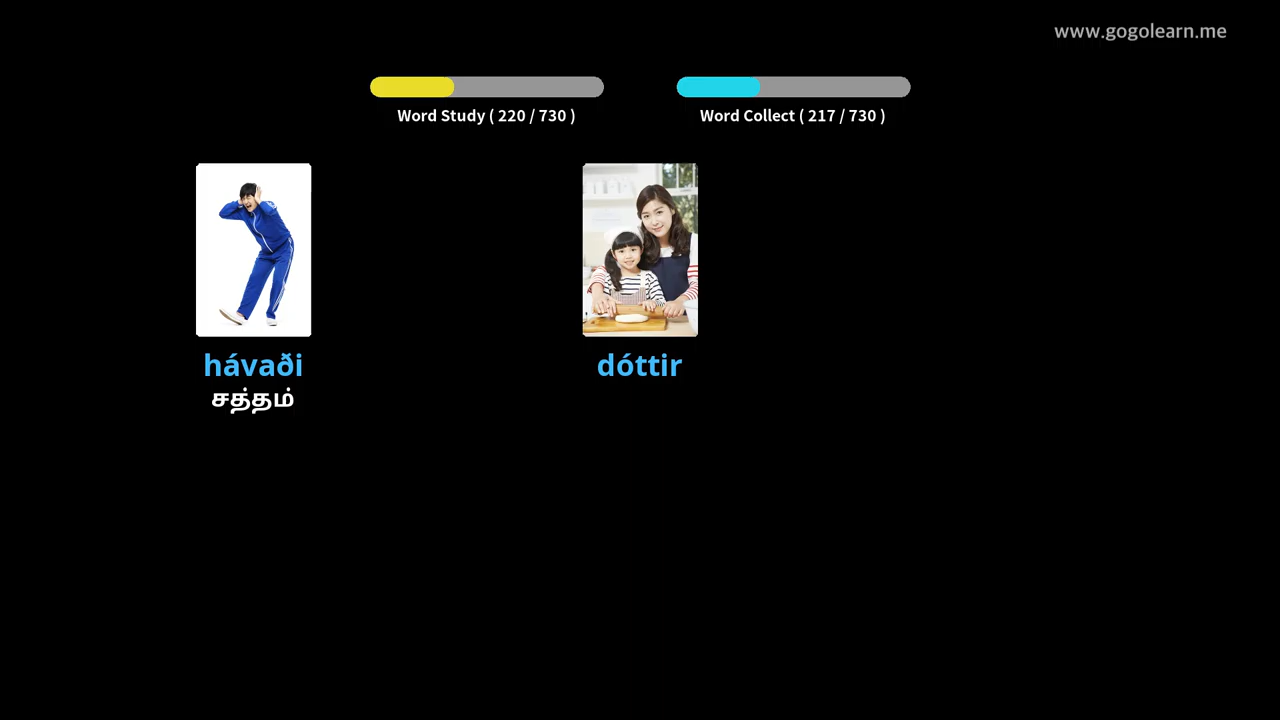 www.gogolearn.me
Word Study ( 220 / 730 )
Word Collect ( 217 / 730 )
hávaði
சத்தம்
dóttir